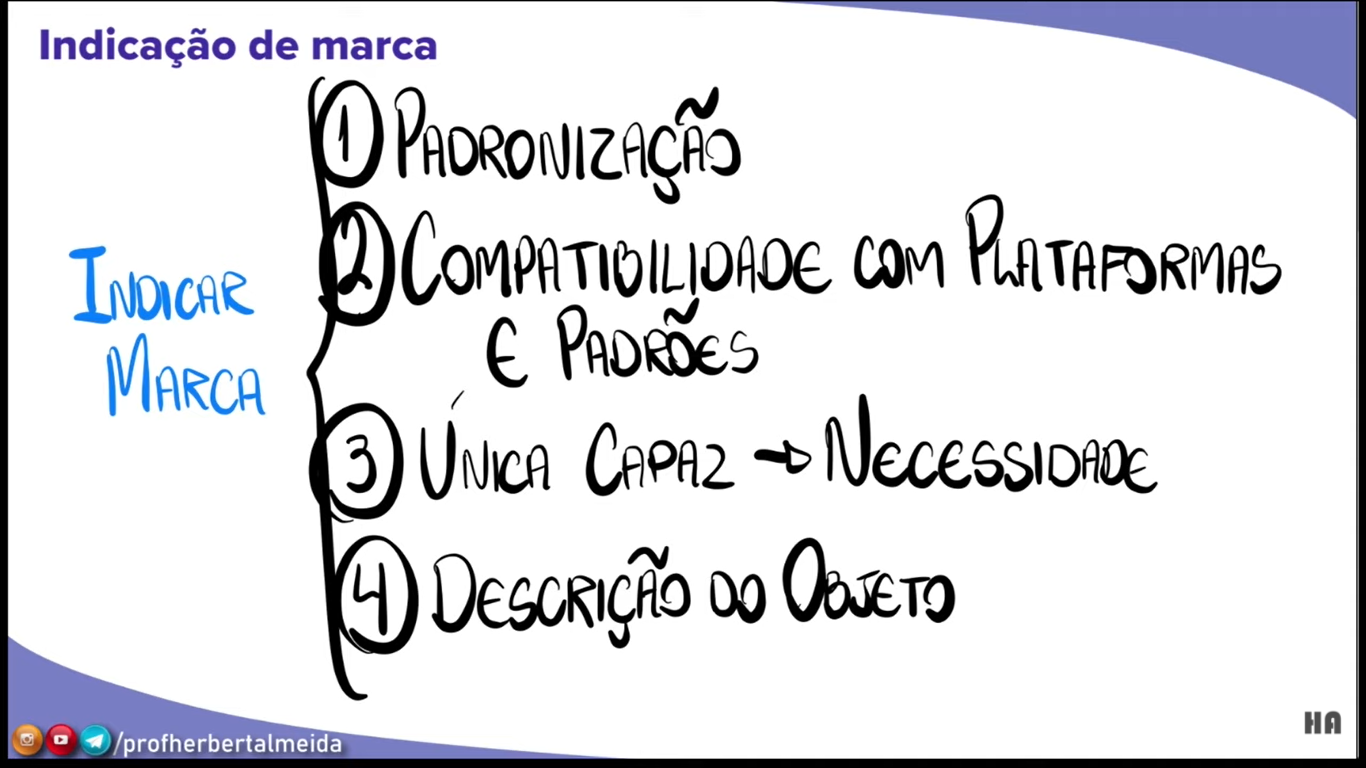 Indicação de marca
INDICAR
MARCA
1 PADRONIZAÇÃO
2 COMPATIBILIDADE COM PLATAFORMAS
E PADRÕES
3 ÚNICA CAPAZ → NECESSIDADE
4 DESCRIÇÃO DO OBJETO
/profherbertalmeida
HA